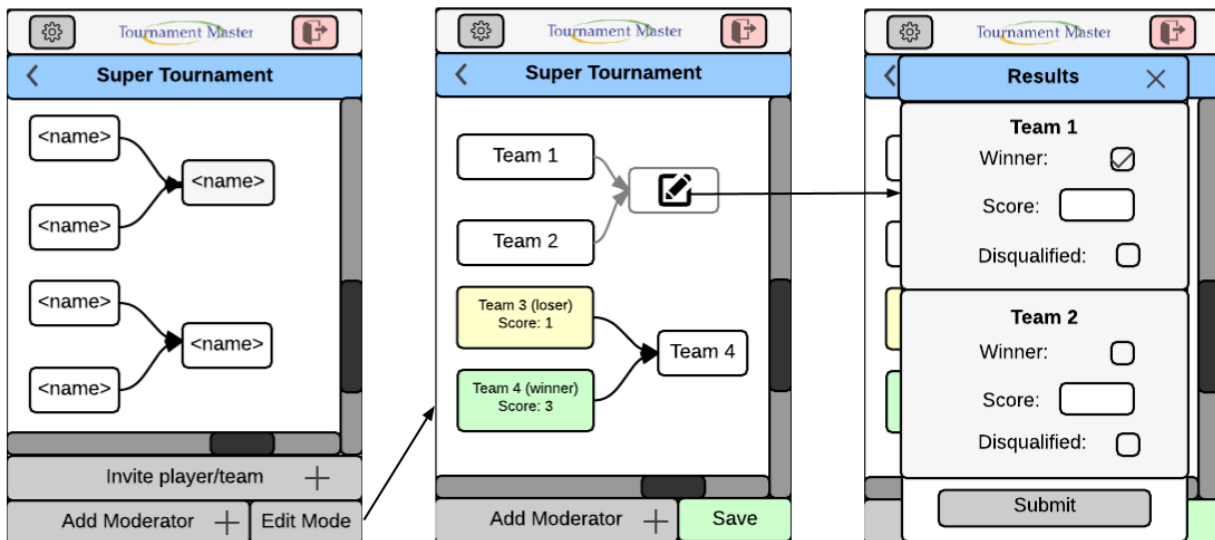 Tournament Master
Super Tournament
<name>
<name>
<name>
<name>
<name>
<name>
Invite player/team
Add Moderator
Edit Mode
Tournament Master
Super Tournament
Team 1
Team 2
Team 3 (loser)
Score: 1
Team 4
Team 4 (winner)
Score: 3
Add Moderator
Save
Tournament Master
Results
Team 1
Winner:
Score:
Disqualified:
Team 2
Winner:
Score:
Disqualified:
Submit